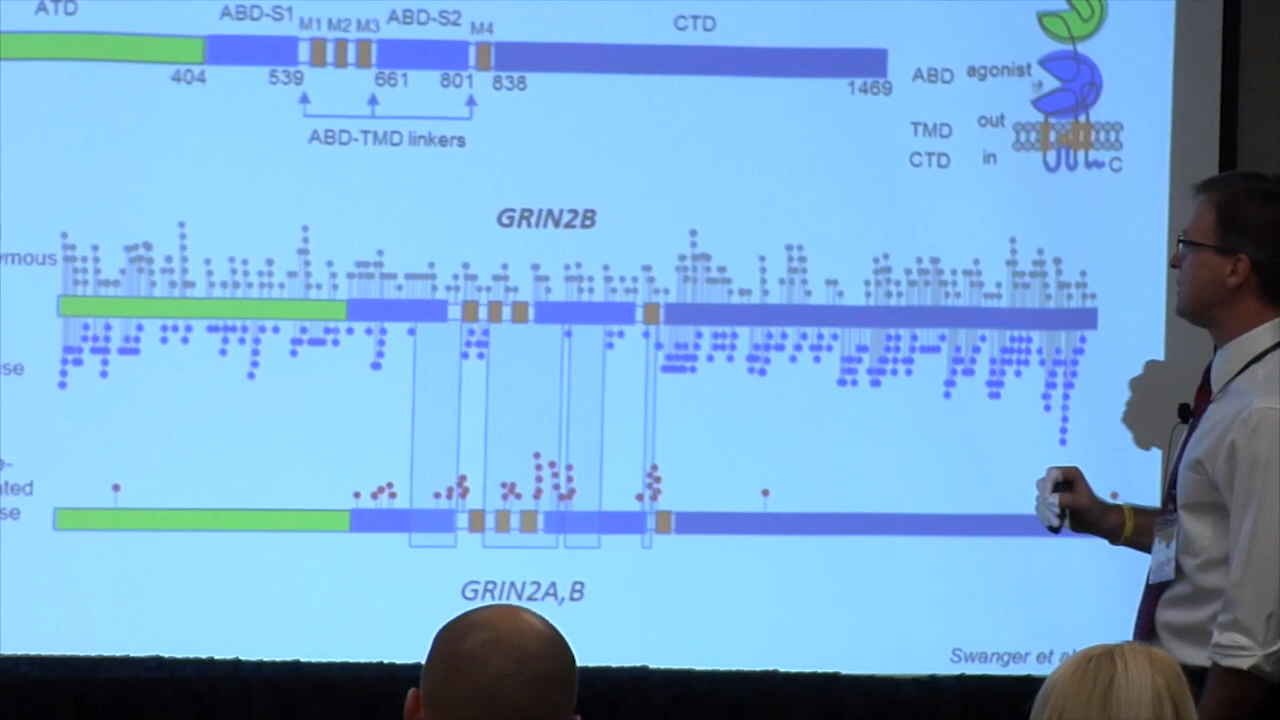 ATD
ABD-S1
M1 M2 M3
ABD-S2
M4
CTD
404
539
661
801
838
1469
ABD-TMD linkers
ABD
agonist
TMD
out
CTD
in
C
GRIN2B
GRIN2A,B
Swanger et